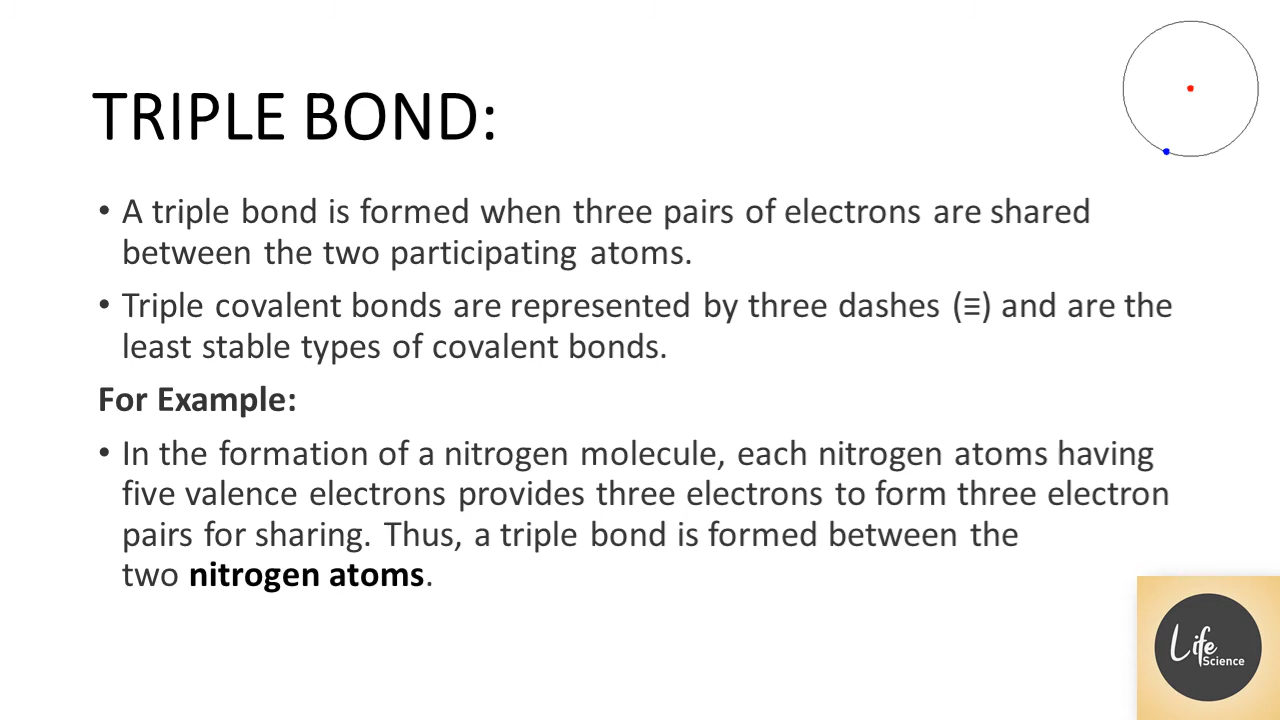 TRIPLE BOND:
• A triple bond is formed when three pairs of electrons are shared
between the two participating atoms.
• Triple covalent bonds are represented by three dashes (≡) and are the
least stable types of covalent bonds.
For Example:
• In the formation of a nitrogen molecule, each nitrogen atoms having
five valence electrons provides three electrons to form three electron
pairs for sharing. Thus, a triple bond is formed between the
two nitrogen atoms.
Life
Science